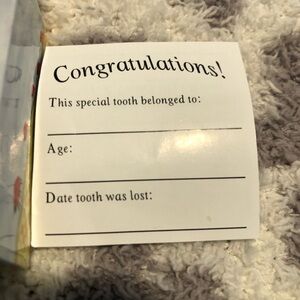 Congratulations!
This special tooth belonged to:
Age:
Date tooth was lost: